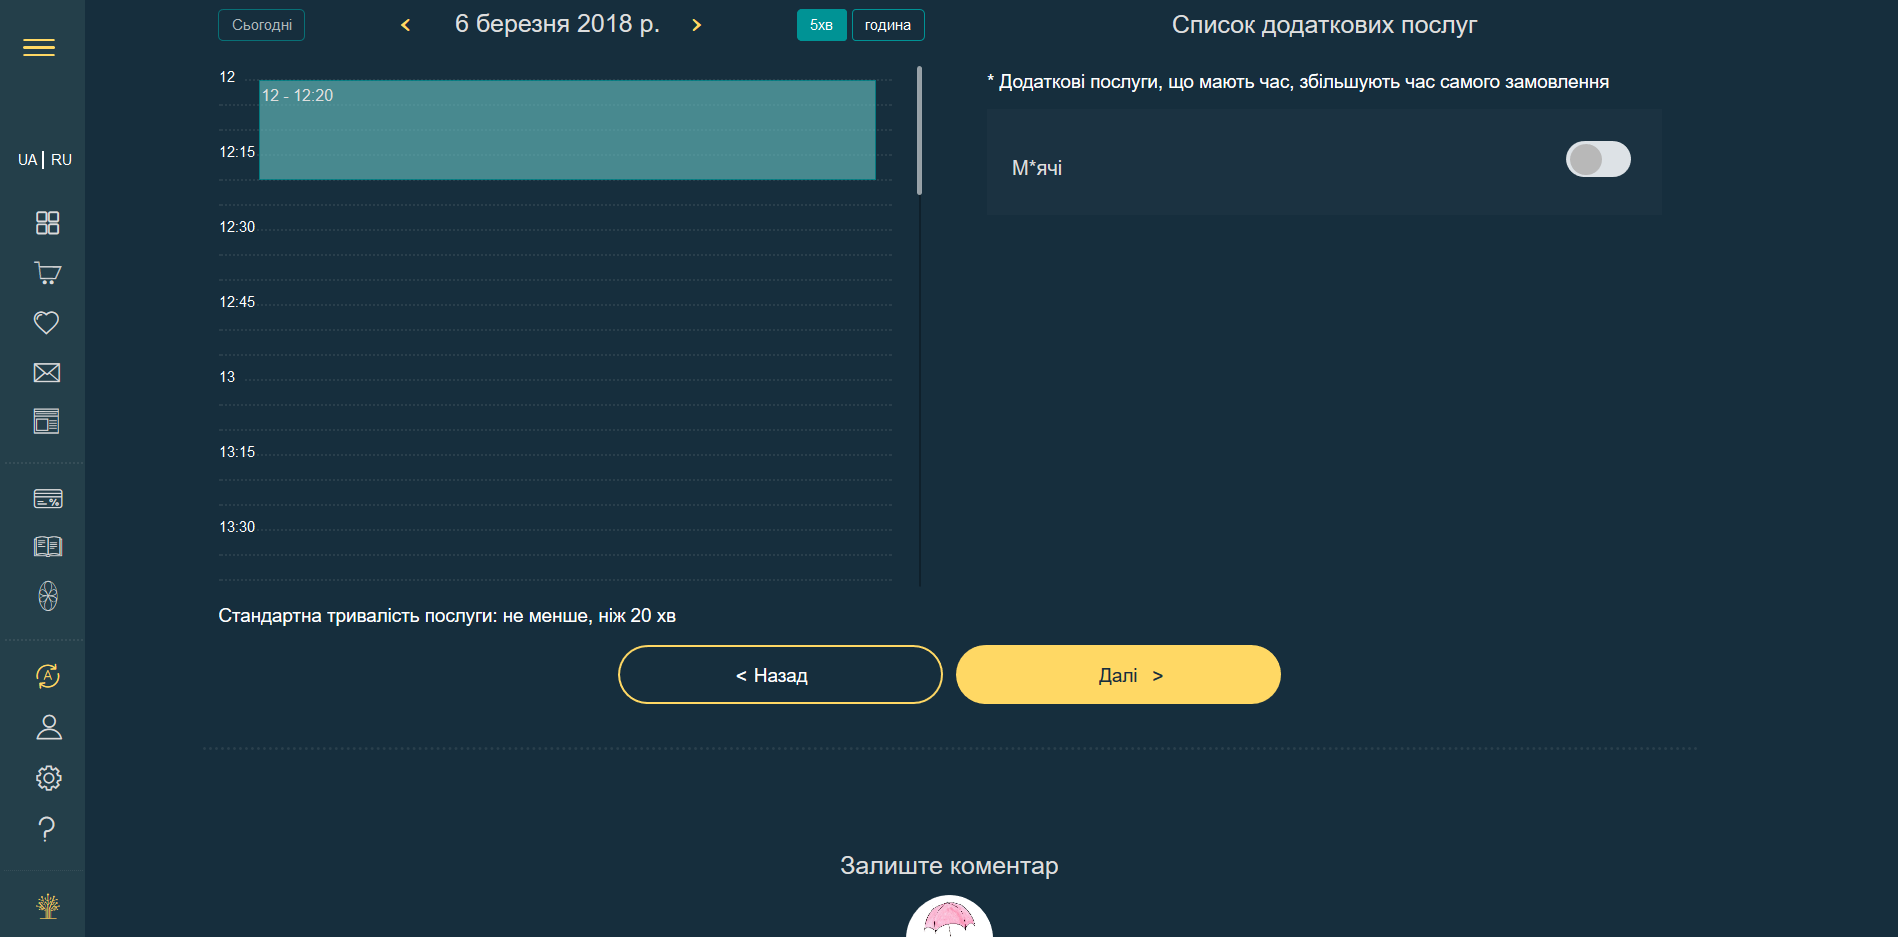 Сьогодні
6 березня 2018 р.
5хв
година
Список додаткових послуг
UA | RU
12
12 - 12:20
12:15
12:30
12:45
13
13:15
13:30
* Додаткові послуги, що мають час, збільшують час самого замовлення
М*ячі
Стандартна тривалість послуги: не менше, ніж 20 хв
< Назад
Далі >
Залиште коментар